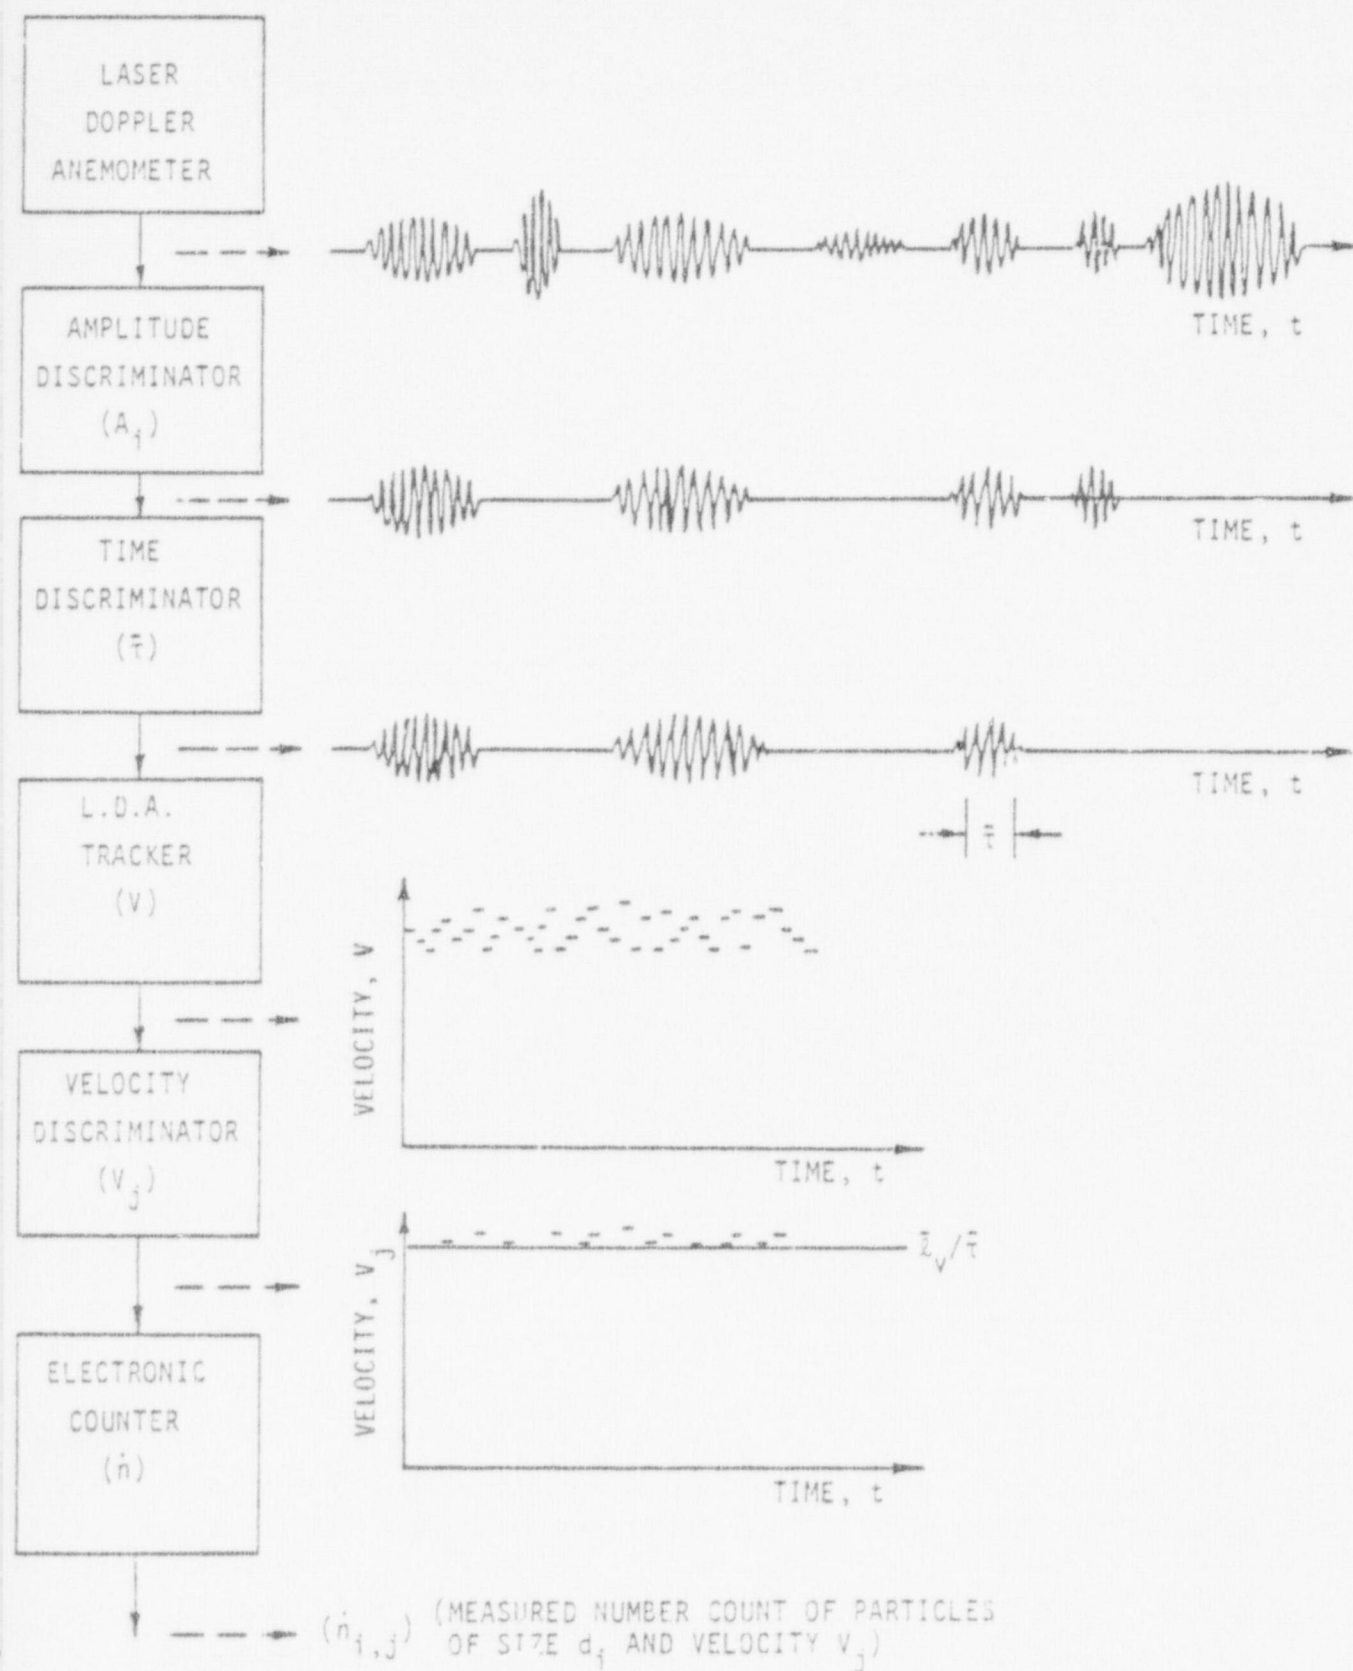 LASER
DOPPLER
ANEMOMETER
TIME, t
AMPLITUDE
DISCRIMINATOR
(A_i)
TIME, t
TIME
DISCRIMINATOR
(τ̄)
TIME, t
L.D.A.
TRACKER
(V)
τ̄
VELOCITY, V
TIME, t
VELOCITY
DISCRIMINATOR
(V_j)
VELOCITY, V_j
ℓ̄_v/τ̄
TIME, t
ELECTRONIC
COUNTER
(ṅ)
(ṅ_i,j) (MEASURED NUMBER COUNT OF PARTICLES
OF SIZE d_i AND VELOCITY V_j)